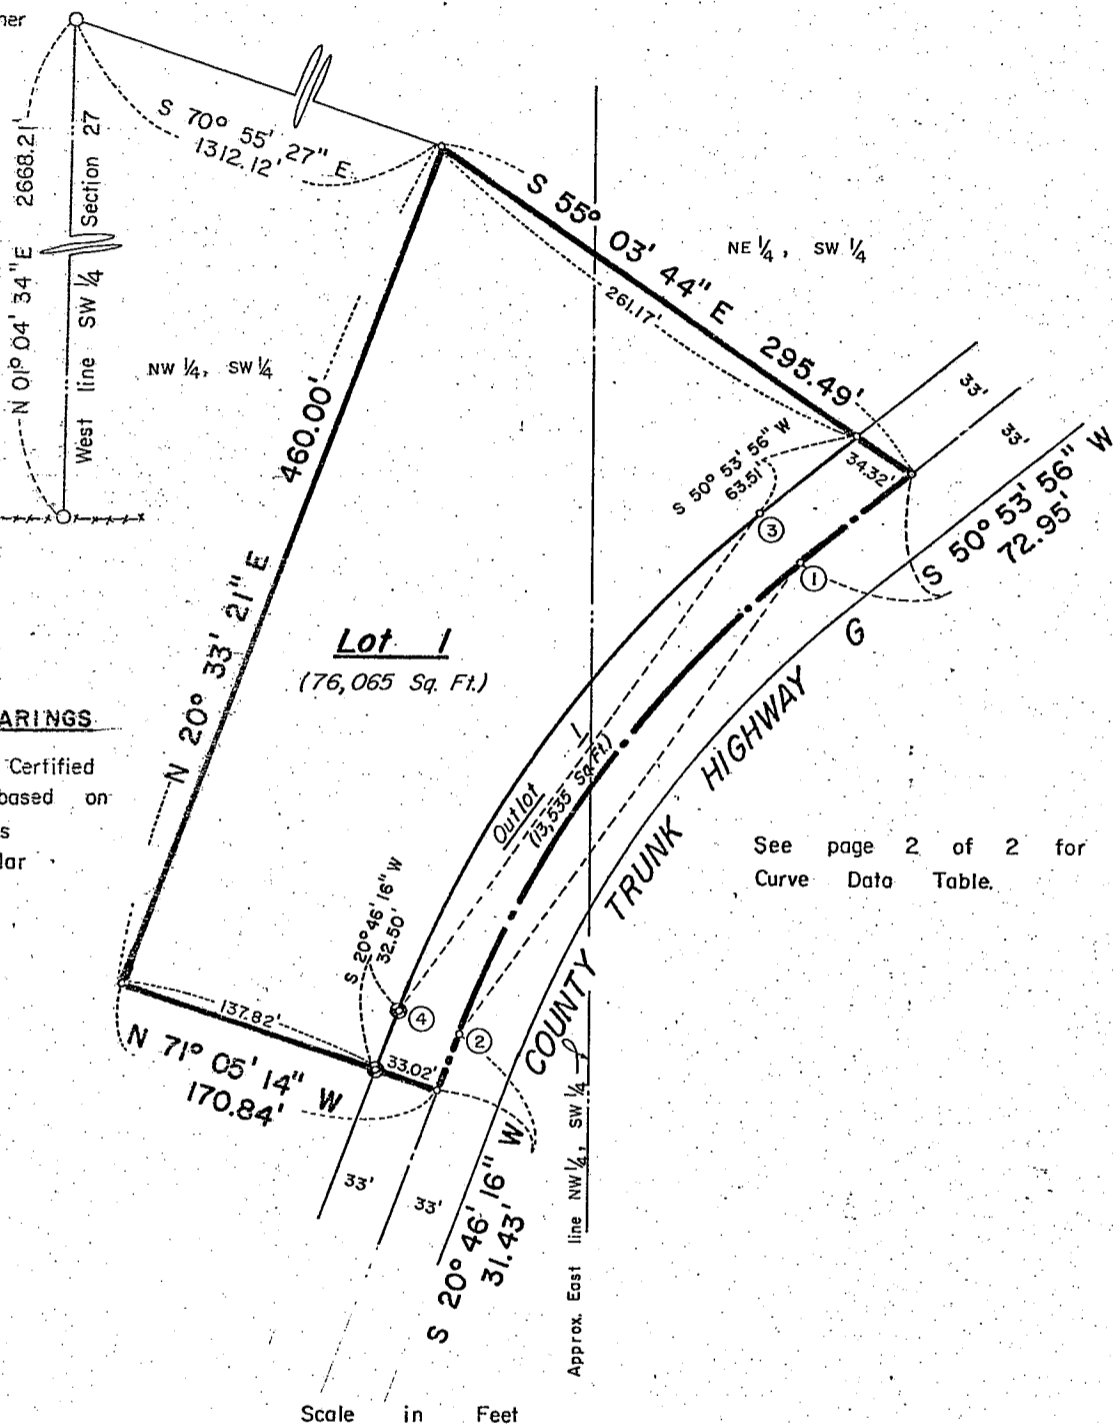 ner
N 01° 04' 34" E 2668.21'
West line SW 1/4 Section 27
S 70° 55' 27" E
1312.12'
S 55° 03' 44" E 295.49'
261.17'
NE 1/4, SW 1/4
NW 1/4, SW 1/4
33'
33'
S 50° 53' 56" W
63.51'
34.32'
S 50° 53' 56" W
72.95'
3
1
N 20° 33' 21" E 460.00'
Lot 1
(76,065 Sq. Ft.)
ARINGS
Certified
based on
s
lar
Outlot 1
(13,535 Sq. Ft.)
COUNTY TRUNK HIGHWAY G
See page 2 of 2 for
Curve Data Table.
S 20° 46' 16" W
32.50'
4
2
137.82'
33.02'
N 71° 05' 14" W
170.84'
33'
33'
S 20° 46' 16" W
31.43'
Approx. East line NW 1/4, SW 1/4
Scale in Feet